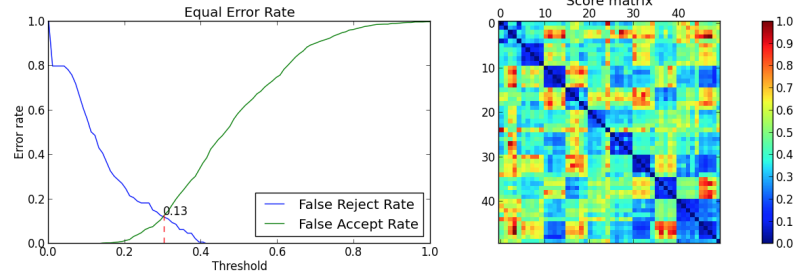 Equal Error Rate
1.0
0.8
0.6
0.4
0.2
0.0
Error rate
0.13
False Reject Rate
False Accept Rate
0.0 0.2 0.4 0.6 0.8 1.0
Threshold
Score matrix
0 10 20 30 40
0
10
20
30
40
1.0
0.9
0.8
0.7
0.6
0.5
0.4
0.3
0.2
0.1
0.0